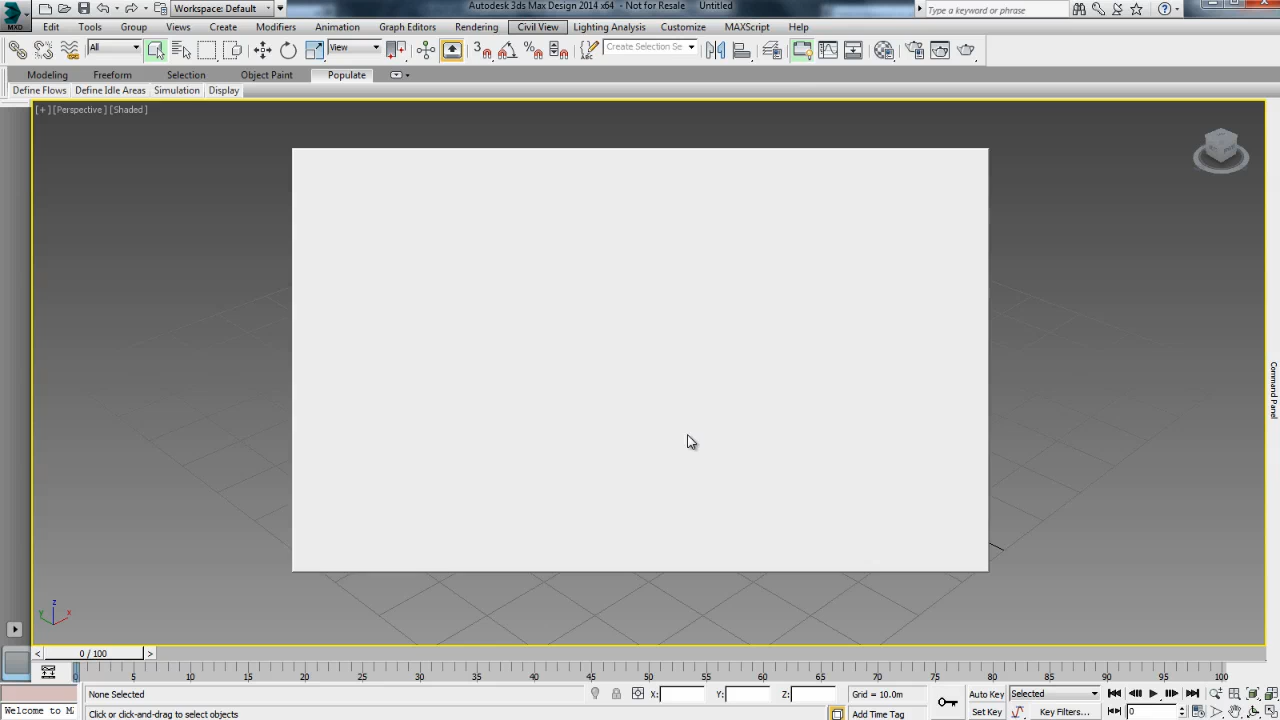 Workspace: Default
Autodesk 3ds Max Design 2014 x64 - Not for Resale Untitled
Type a keyword or phrase
MXD
Edit Tools Group Views Create Modifiers Animation Graph Editors Rendering Civil View Lighting Analysis Customize MAXScript Help
All View 3 Create Selection Se
Modeling Freeform Selection Object Paint Populate
Define Flows Define Idle Areas Simulation Display
[+] [Perspective] [Shaded]
Command Panel
z
y x
< 0 / 100 >
0 5 10 15 20 25 30 35 40 45 50 55 60 65 70 75 80 85 90 95 100
None Selected X: Y: Z: Grid = 10.0m Auto Key Selected
Welcome to M Click or click-and-drag to select objects Add Time Tag Set Key Key Filters... 0